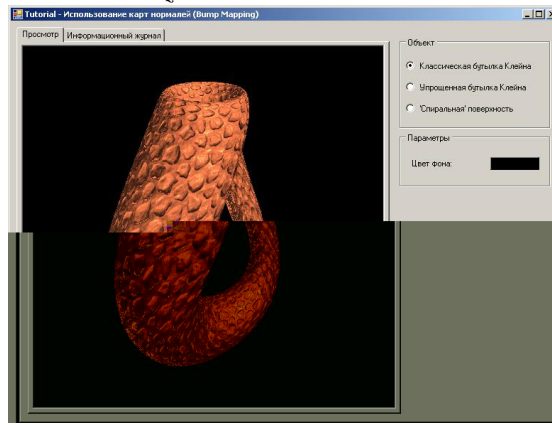 Tutorial - Использование карт нормалей (Bump Mapping)
Просмотр
Информационный журнал
Объект
Классическая бутылка Клейна
Упрощенная бутылка Клейна
'Спиральная' поверхность
Параметры
Цвет фона: